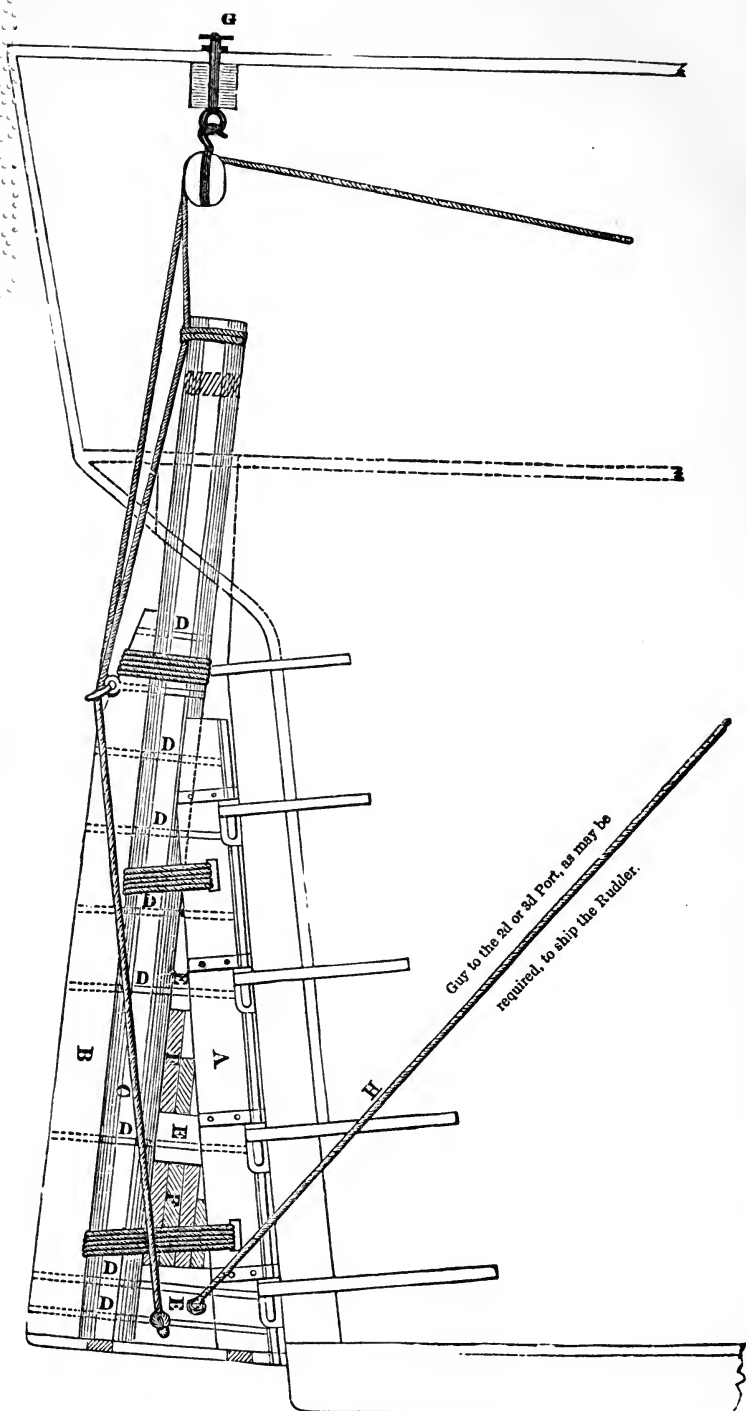 G
D
D
D
D
D
E
F
A
B
C
E
D
F
D
E
D
Guy to the 2d or 3d Port, as may be
required, to ship the Rudder.
H